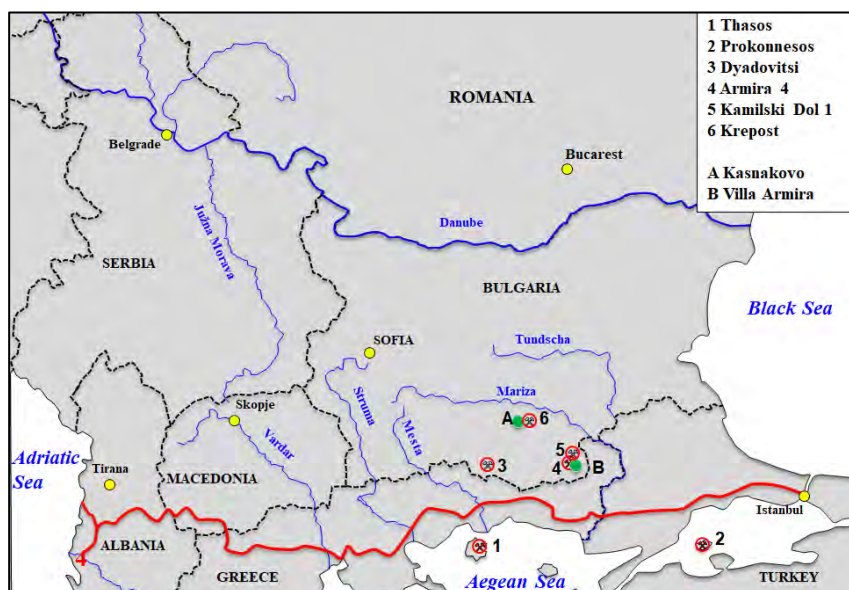 1 Thasos
2 Prokonnesos
3 Dyadovitsi
4 Armira 4
5 Kamilski Dol 1
6 Krepost
A Kasnakovo
B Villa Armira
ROMANIA
Belgrade
Bucarest
Južna Morava
Danube
SERBIA
BULGARIA
Black Sea
SOFIA
Tundscha
Struma
Mariza
Mesta
Skopje
A
6
Vardar
5
Adriatic
Sea
Tirana
MACEDONIA
3
4
B
Istanbul
ALBANIA
4
GREECE
1
2
Aegean Sea
TURKEY